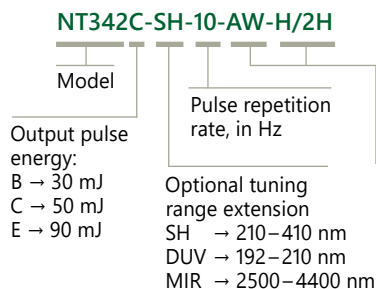 NT342C-SH-10-AW-H/2H
Model
Pulse repetition
rate, in Hz
Output pulse
energy:
B → 30 mJ
C → 50 mJ
E → 90 mJ
Optional tuning
range extension
SH → 210–410 nm
DUV → 192–210 nm
MIR → 2500–4400 nm